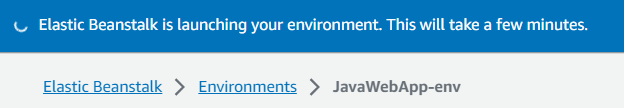 Elastic Beanstalk is launching your environment. This will take a few minutes.
Elastic Beanstalk > Environments > JavaWebApp-env